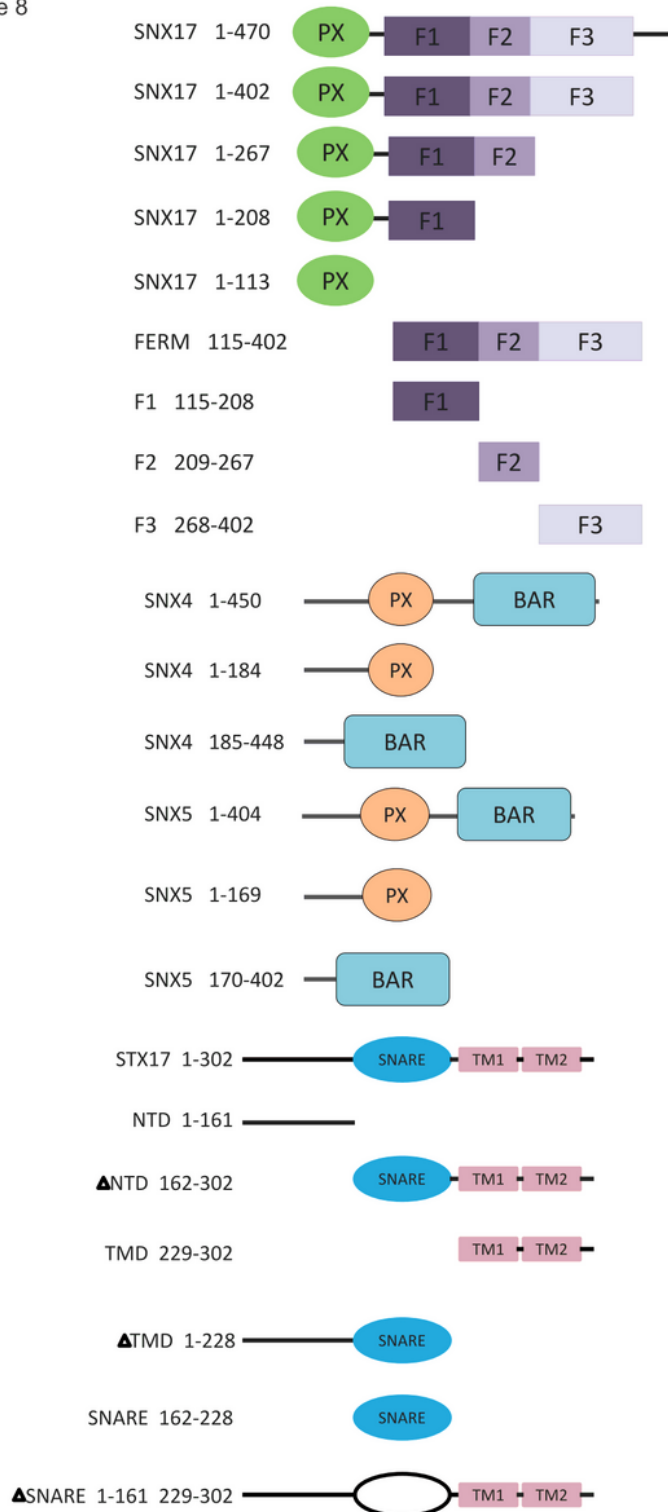 e 8
SNX17 1-470 PX F1 F2 F3
SNX17 1-402 PX F1 F2 F3
SNX17 1-267 PX F1 F2
SNX17 1-208 PX F1
SNX17 1-113 PX
FERM 115-402 F1 F2 F3
F1 115-208 F1
F2 209-267 F2
F3 268-402 F3
SNX4 1-450 PX BAR
SNX4 1-184 PX
SNX4 185-448 BAR
SNX5 1-404 PX BAR
SNX5 1-169 PX
SNX5 170-402 BAR
STX17 1-302 SNARE TM1 TM2
NTD 1-161
ΔNTD 162-302 SNARE TM1 TM2
TMD 229-302 TM1 TM2
ΔTMD 1-228 SNARE
SNARE 162-228 SNARE
ΔSNARE 1-161 229-302 TM1 TM2